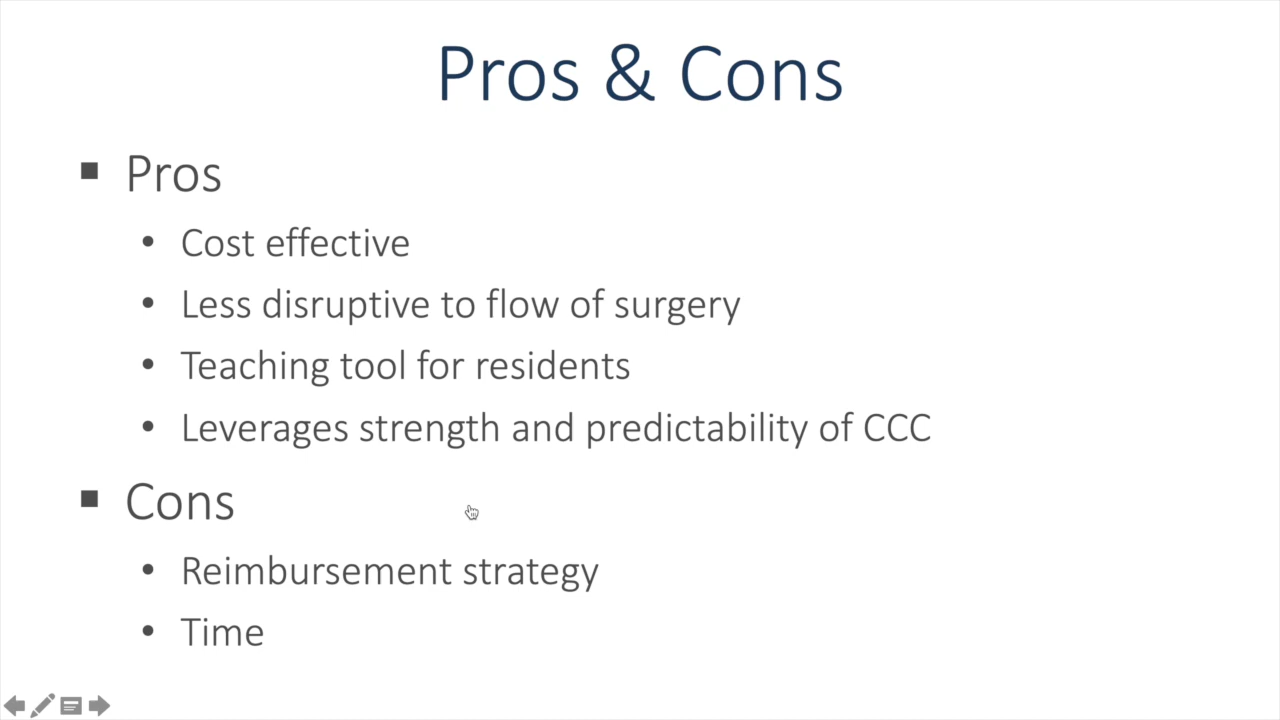 Pros & Cons
Pros
Cost effective
Less disruptive to flow of surgery
Teaching tool for residents
Leverages strength and predictability of CCC
Cons
Reimbursement strategy
Time